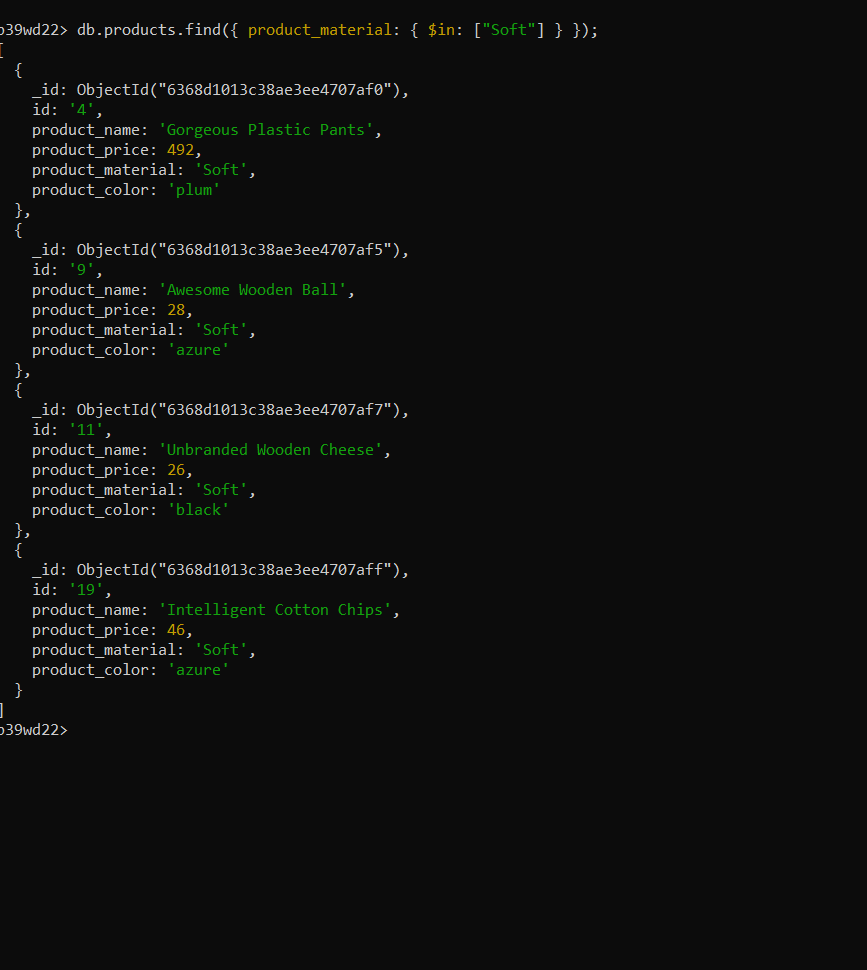 b39wd22> db.products.find({ product_material: { $in: ["Soft"] } });
[
  {
    _id: ObjectId("6368d1013c38ae3ee4707af0"),
    id: '4',
    product_name: 'Gorgeous Plastic Pants',
    product_price: 492,
    product_material: 'Soft',
    product_color: 'plum'
  },
  {
    _id: ObjectId("6368d1013c38ae3ee4707af5"),
    id: '9',
    product_name: 'Awesome Wooden Ball',
    product_price: 28,
    product_material: 'Soft',
    product_color: 'azure'
  },
  {
    _id: ObjectId("6368d1013c38ae3ee4707af7"),
    id: '11',
    product_name: 'Unbranded Wooden Cheese',
    product_price: 26,
    product_material: 'Soft',
    product_color: 'black'
  },
  {
    _id: ObjectId("6368d1013c38ae3ee4707aff"),
    id: '19',
    product_name: 'Intelligent Cotton Chips',
    product_price: 46,
    product_material: 'Soft',
    product_color: 'azure'
  }
]
b39wd22>